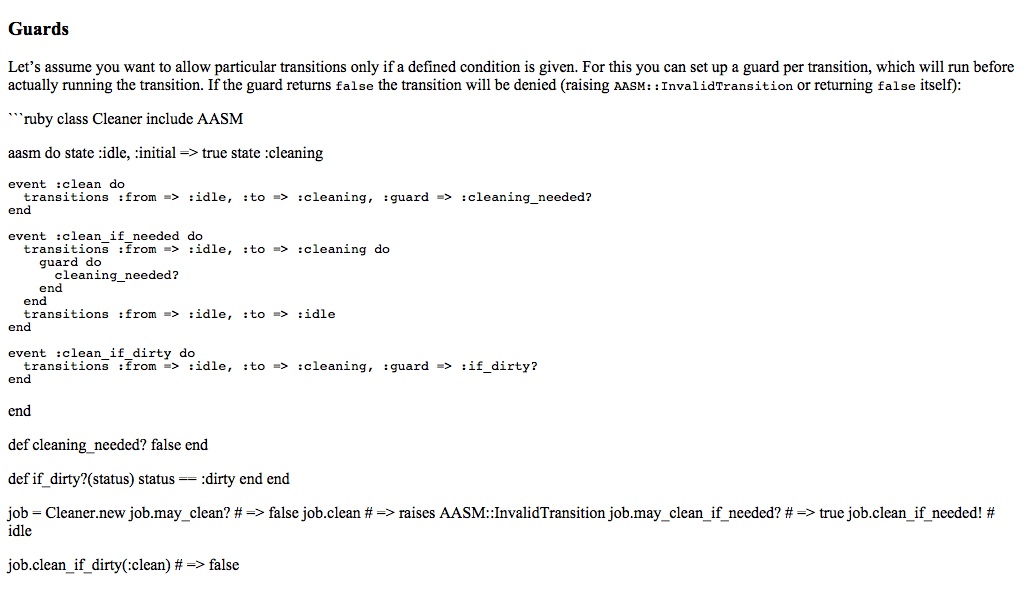 Guards
Let’s assume you want to allow particular transitions only if a defined condition is given. For this you can set up a guard per transition, which will run before
actually running the transition. If the guard returns false the transition will be denied (raising AASM::InvalidTransition or returning false itself):
```ruby class Cleaner include AASM
aasm do state :idle, :initial => true state :cleaning
event :clean do
  transitions :from => :idle, :to => :cleaning, :guard => :cleaning_needed?
end
event :clean_if_needed do
  transitions :from => :idle, :to => :cleaning do
    guard do
      cleaning_needed?
    end
  end
  transitions :from => :idle, :to => :idle
end
event :clean_if_dirty do
  transitions :from => :idle, :to => :cleaning, :guard => :if_dirty?
end
end
def cleaning_needed? false end
def if_dirty?(status) status == :dirty end end
job = Cleaner.new job.may_clean? # => false job.clean # => raises AASM::InvalidTransition job.may_clean_if_needed? # => true job.clean_if_needed! #
idle
job.clean_if_dirty(:clean) # => false